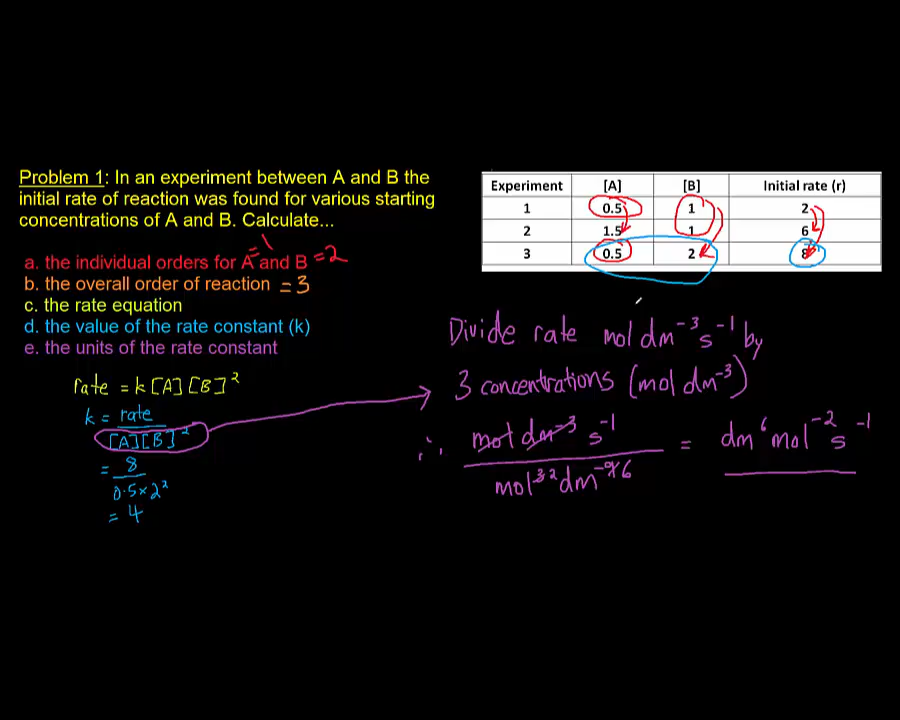 Problem 1: In an experiment between A and B the
initial rate of reaction was found for various starting
concentrations of A and B. Calculate...
a. the individual orders for A =1 and B =2
b. the overall order of reaction =3
c. the rate equation
d. the value of the rate constant (k)
e. the units of the rate constant
rate = k[A][B]²
k = rate
[A][B]²
= 8
0.5×2²
= 4
Experiment [A] [B] Initial rate (r)
1 0.5 1 2
2 1.5 1 6
3 0.5 2 8
Divide rate mol dm⁻³ s⁻¹ by
3 concentrations (mol dm⁻³)
∴ mol dm⁻³ s⁻¹ = dm⁶ mol⁻² s⁻¹
mol³ ² dm⁻⁹ ⁶